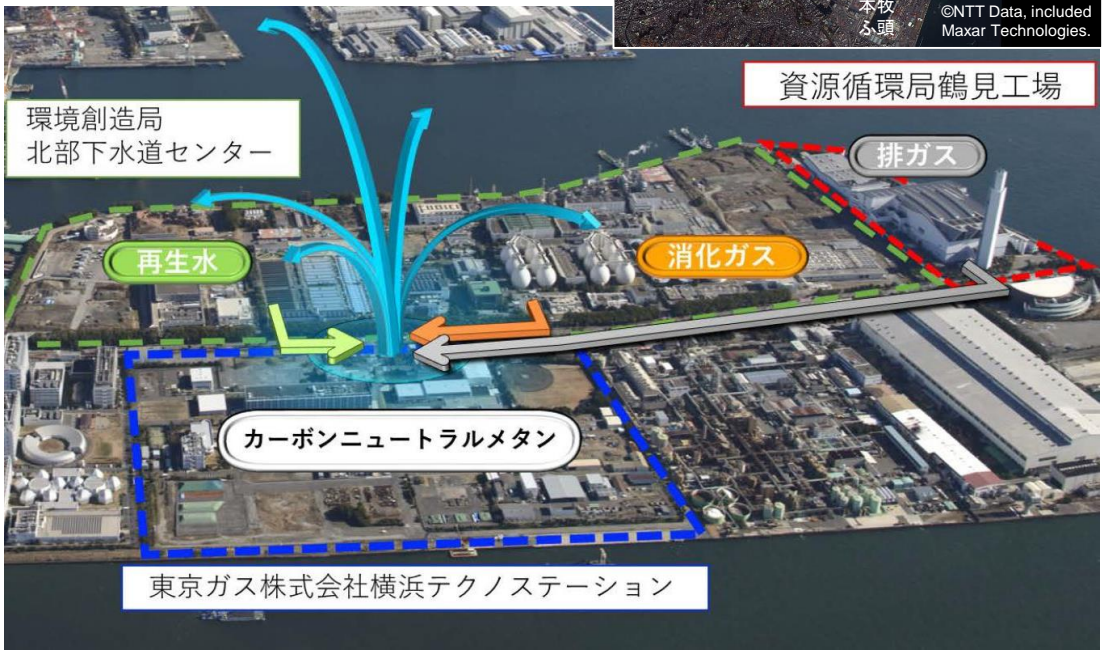 本牧
ふ頭
©NTT Data, included
Maxar Technologies.
資源循環局鶴見工場
環境創造局
北部下水道センター
排ガス
再生水
消化ガス
カーボンニュートラルメタン
東京ガス株式会社横浜テクノステーション